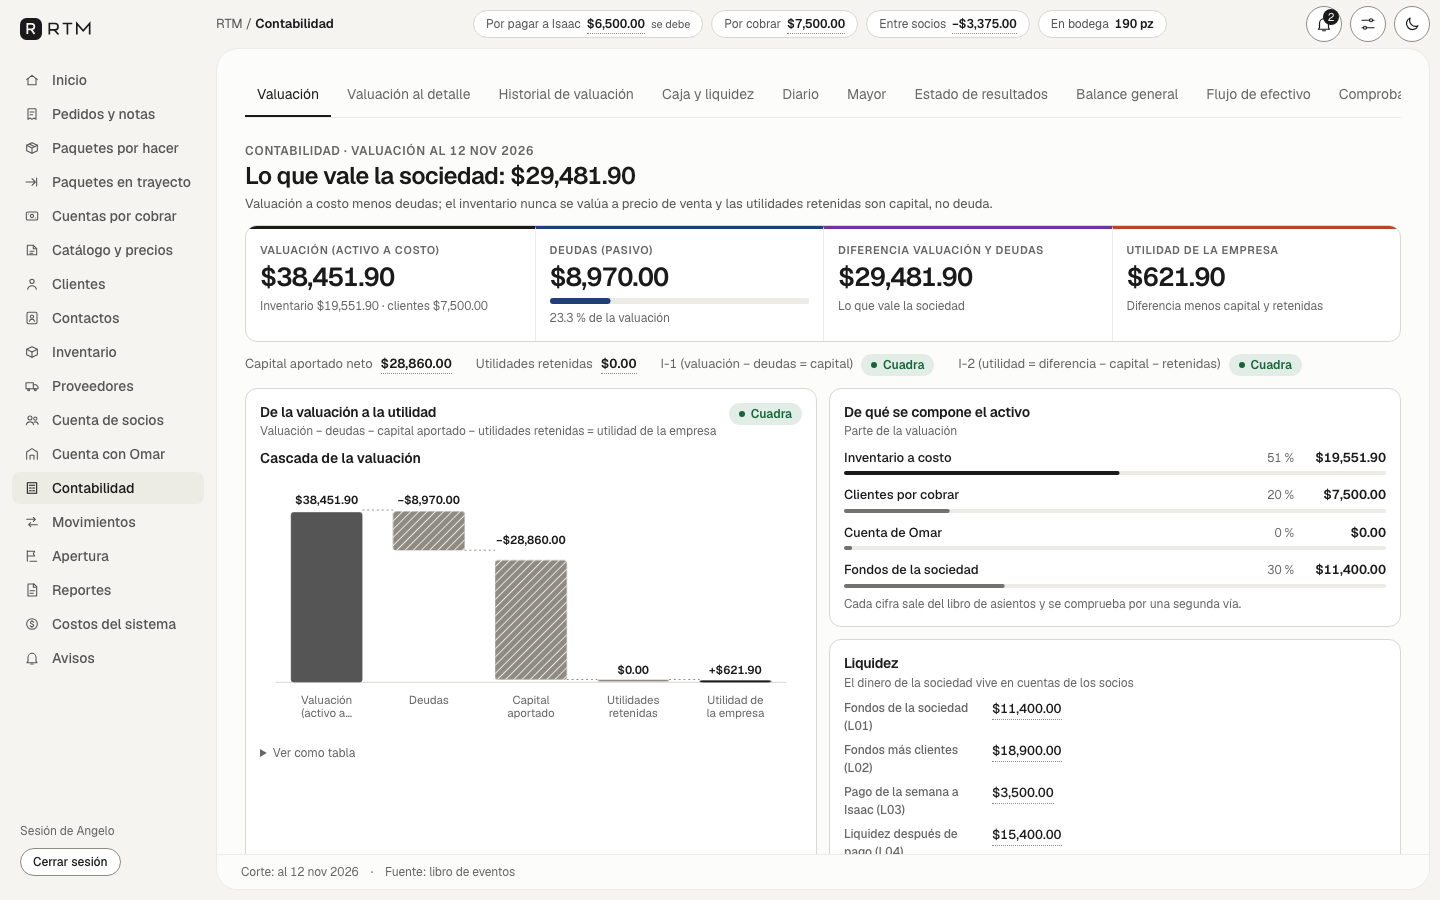 R RTM
RTM / Contabilidad
Por pagar a Isaac $6,500.00 se debe
Por cobrar $7,500.00
Entre socios −$3,375.00
En bodega 190 pz
2
Inicio
Pedidos y notas
Paquetes por hacer
Paquetes en trayecto
Cuentas por cobrar
Catálogo y precios
Clientes
Contactos
Inventario
Proveedores
Cuenta de socios
Cuenta con Omar
Contabilidad
Movimientos
Apertura
Reportes
Costos del sistema
Avisos
Sesión de Angelo
Cerrar sesión
Valuación Valuación al detalle Historial de valuación Caja y liquidez Diario Mayor Estado de resultados Balance general Flujo de efectivo Comproba
CONTABILIDAD · VALUACIÓN AL 12 NOV 2026
Lo que vale la sociedad: $29,481.90
Valuación a costo menos deudas; el inventario nunca se valúa a precio de venta y las utilidades retenidas son capital, no deuda.
VALUACIÓN (ACTIVO A COSTO)
$38,451.90
Inventario $19,551.90 · clientes $7,500.00
DEUDAS (PASIVO)
$8,970.00
23.3 % de la valuación
DIFERENCIA VALUACIÓN Y DEUDAS
$29,481.90
Lo que vale la sociedad
UTILIDAD DE LA EMPRESA
$621.90
Diferencia menos capital y retenidas
Capital aportado neto $28,860.00 Utilidades retenidas $0.00 I-1 (valuación − deudas = capital) Cuadra I-2 (utilidad = diferencia − capital − retenidas) Cuadra
De la valuación a la utilidad
Cuadra
Valuación − deudas − capital aportado − utilidades retenidas = utilidad de la empresa
Cascada de la valuación
$38,451.90 −$8,970.00
−$28,860.00
$0.00 +$621.90
Valuación (activo a…
Deudas
Capital aportado
Utilidades retenidas
Utilidad de la empresa
Ver como tabla
De qué se compone el activo
Parte de la valuación
Inventario a costo 51 % $19,551.90
Clientes por cobrar 20 % $7,500.00
Cuenta de Omar 0 % $0.00
Fondos de la sociedad 30 % $11,400.00
Cada cifra sale del libro de asientos y se comprueba por una segunda vía.
Liquidez
El dinero de la sociedad vive en cuentas de los socios
Fondos de la sociedad (L01) $11,400.00
Fondos más clientes (L02) $18,900.00
Pago de la semana a Isaac (L03) $3,500.00
Liquidez después de pago (L04) $15,400.00
Corte: al 12 nov 2026 · Fuente: libro de eventos